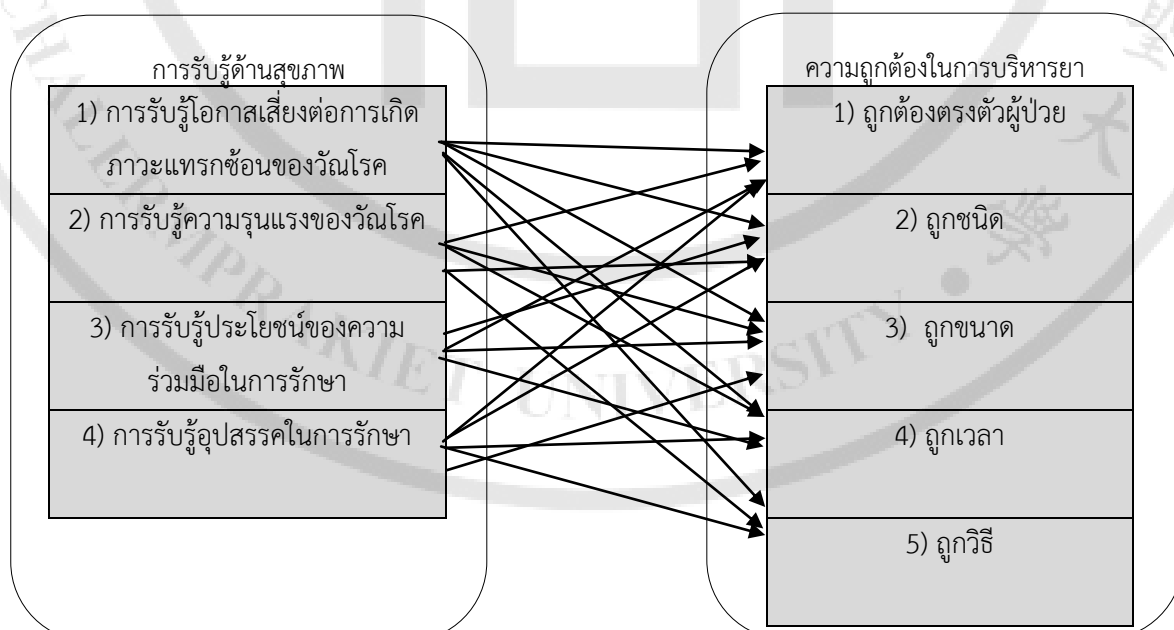 การรับรู้ด้านสุขภาพ
1) การรับรู้โอกาสเสี่ยงต่อการเกิด
ภาวะแทรกซ้อนของวัณโรค
2) การรับรู้ความรุนแรงของวัณโรค
3) การรับรู้ประโยชน์ของความ
ร่วมมือในการรักษา
4) การรับรู้อุปสรรคในการรักษา
ความถูกต้องในการบริหารยา
1) ถูกต้องตรงตัวผู้ป่วย
2) ถูกชนิด
3) ถูกขนาด
4) ถูกเวลา
5) ถูกวิธี
UNIVERSITY